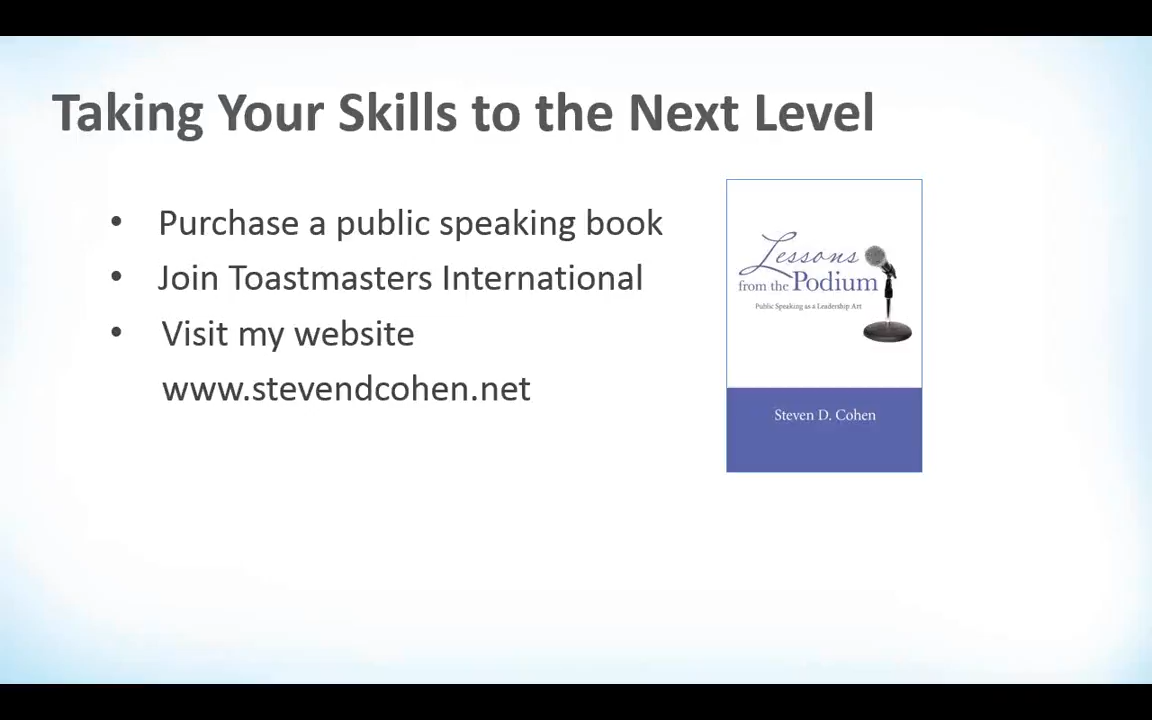 Taking Your Skills to the Next Level
• Purchase a public speaking book
• Join Toastmasters International
• Visit my website
www.stevendcohen.net
Lessons
from the Podium
Public Speaking as a Leadership Art
Steven D. Cohen